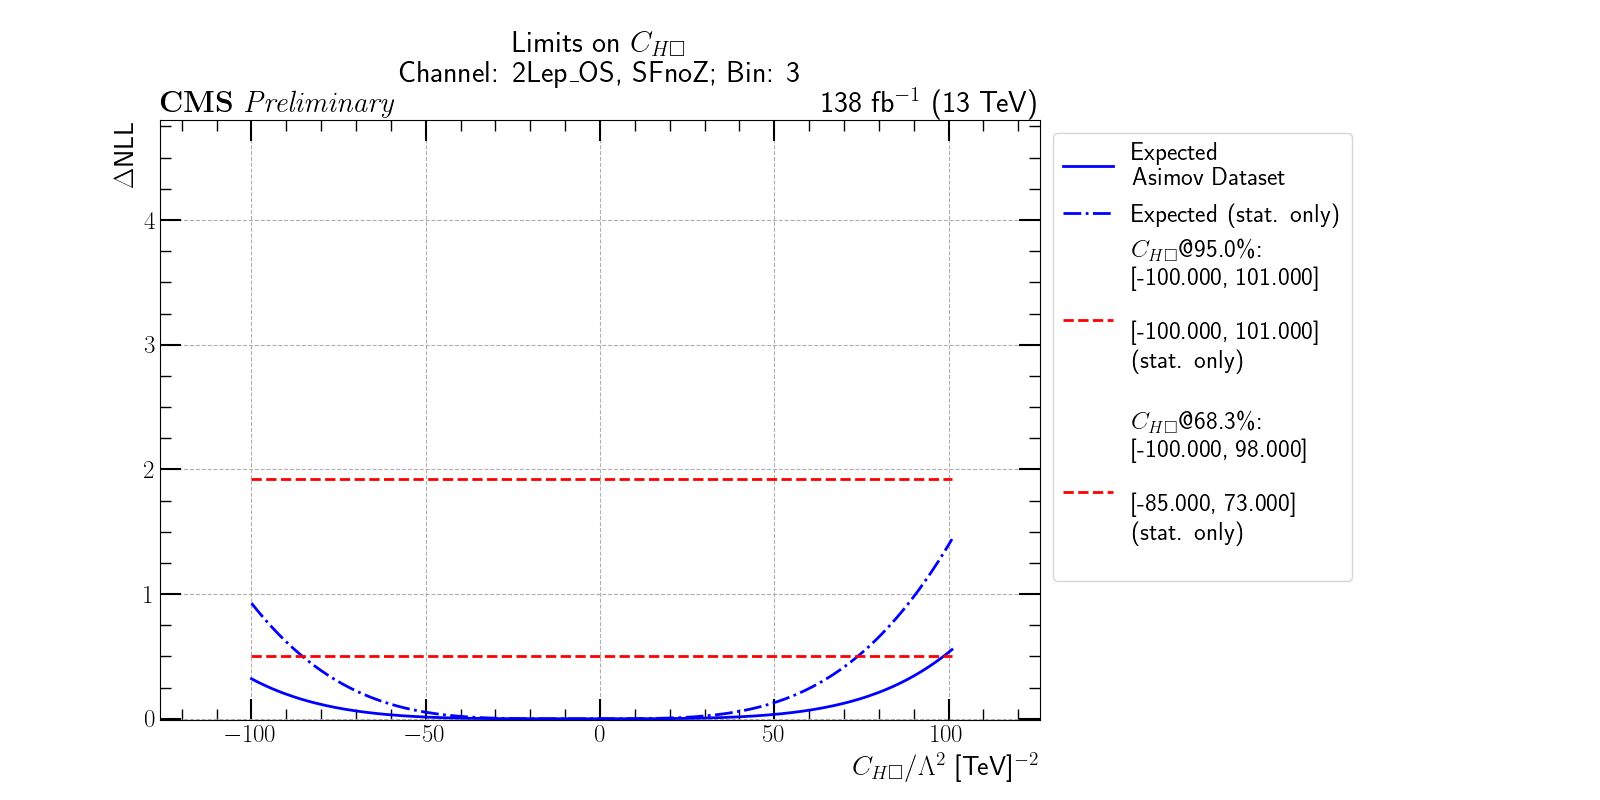 Limits on C_{H□}
Channel: 2Lep_OS, SFnoZ; Bin: 3
CMS Preliminary
138 fb⁻¹ (13 TeV)
ΔNLL
4
3
2
1
0
−100
−50
0
50
100
C_{H□}/Λ² [TeV]⁻²
Expected
Asimov Dataset
Expected (stat. only)
C_{H□}@95.0%:
[-100.000, 101.000]
[-100.000, 101.000]
(stat. only)
C_{H□}@68.3%:
[-100.000, 98.000]
[-85.000, 73.000]
(stat. only)